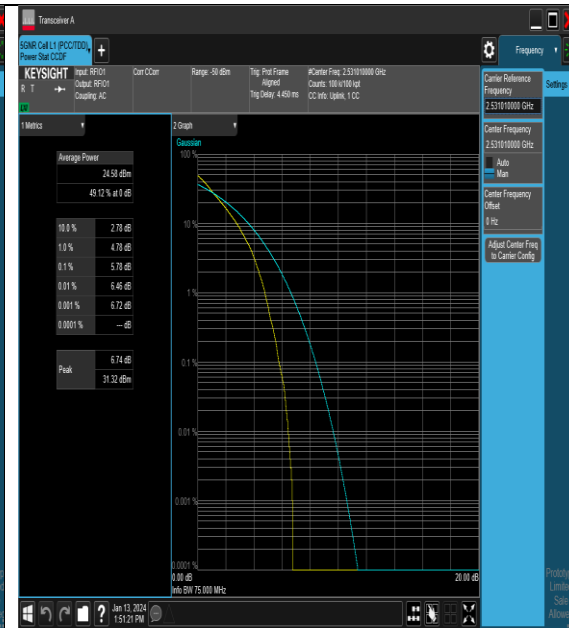 Transceiver A
5GNR Cell L1 (PCC/TDD),
Power Stat CCDF
+
Frequency
KEYSIGHT
R T
Input: RFIO1
Output: RFIO1
Coupling: AC
Corr CCorr
Range: -50 dBm
Trig: Prot Frame
Aligned
Trig Delay: 4.450 ms
#Center Freq: 2.531010000 GHz
Counts: 100 k/100 kpt
CC Info: Uplink, 1 CC
Carrier Reference
Frequency
2.531010000 GHz
Settings
Center Frequency
2.531010000 GHz
Auto
Man
Center Frequency
Offset
0 Hz
Adjust Center Freq
to Carrier Config
1 Metrics
Average Power
24.58 dBm
49.12 % at 0 dB
10.0 % 2.78 dB
1.0 % 4.78 dB
0.1 % 5.78 dB
0.01 % 6.46 dB
0.001 % 6.72 dB
0.0001 % --- dB
Peak
6.74 dB
31.32 dBm
2 Graph
Gaussian
100 %
10 %
1 %
0.1 %
0.01 %
0.001 %
0.0001 %
0.00 dB
20.00 dB
Info BW 75.000 MHz
?
Jan 13, 2024
1:51:21 PM